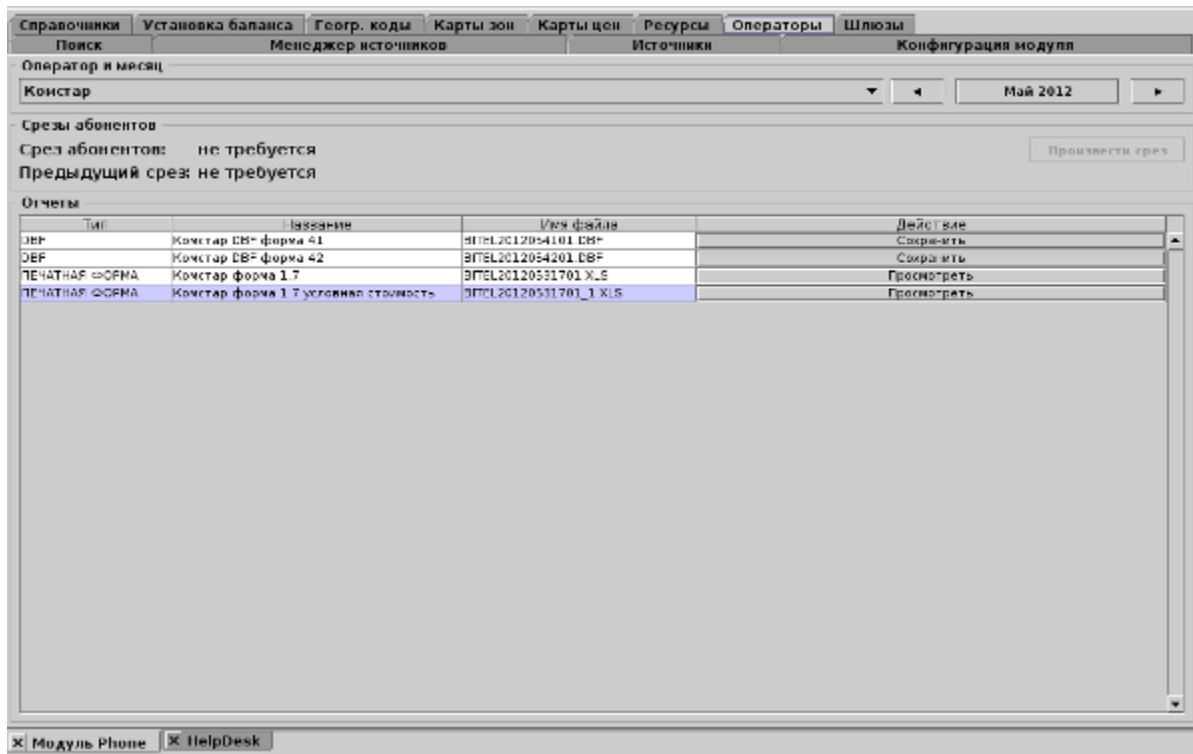 Справочники Установка баланса Геогр. коды Карты зон Карты цен Ресурсы Операторы Шлюзы
Поиск Менеджер источников Источники Конфигурация модуля
Оператор и месяц
Комстар Май 2012
Срезы абонентов
Срез абонентов: не требуется Произвести срез
Предыдущий срез: не требуется
Отчеты
Тип Название Имя файла Действие
DBF Комстар DBF форма 41 BITEL2012054101.DBF Сохранить
DBF Комстар DBF форма 42 BITEL2012054201.DBF Сохранить
ПЕЧАТНАЯ ФОРМА Комстар форма 1.7 BITEL20120531701.XLS Просмотреть
ПЕЧАТНАЯ ФОРМА Комстар форма 1.7 условная стоимость BITEL20120531701_1.XLS Просмотреть
Модуль Phone HelpDesk